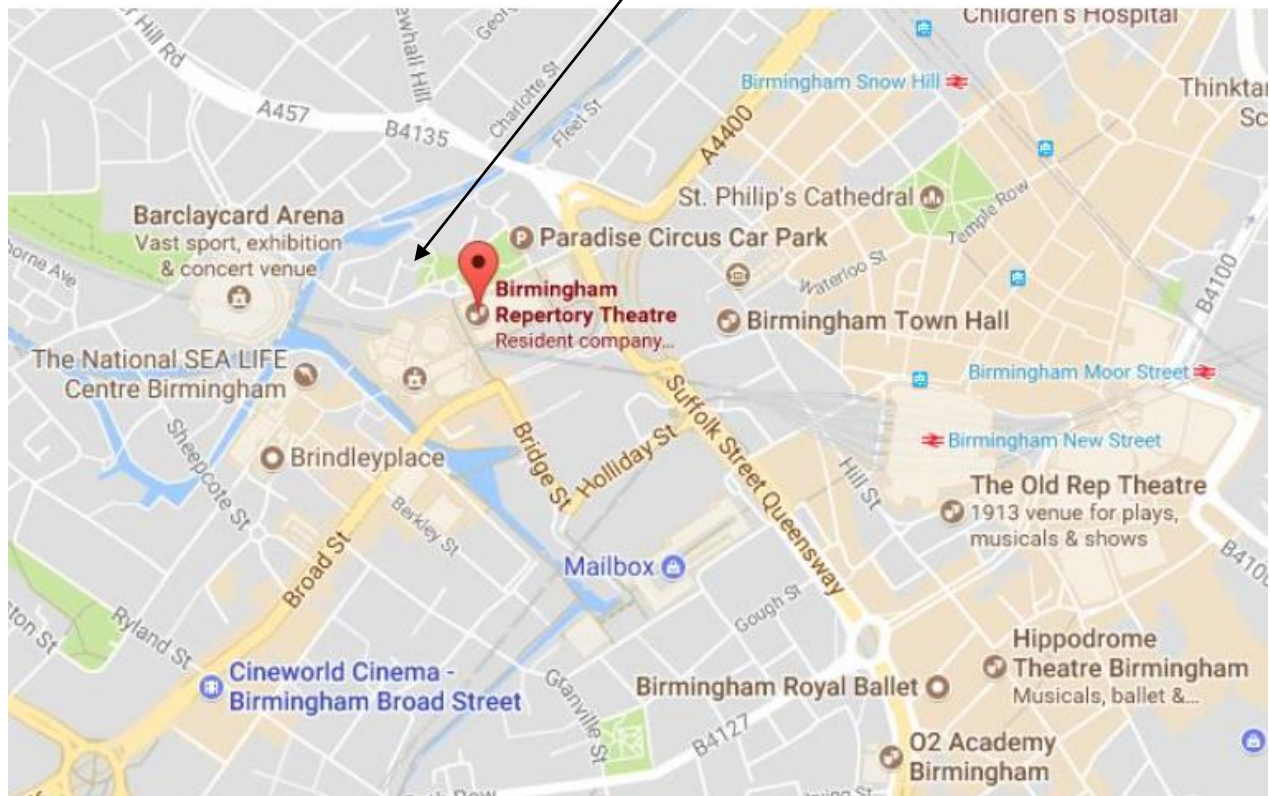 Children's Hospital
Hill Rd
Charlotte St
Fleet St
Birmingham Snow Hill
A457
B4135
A4400
St. Philip's Cathedral
Temple Row
Barclaycard Arena
Vast sport, exhibition
& concert venue
Paradise Circus Car Park
Waterloo St
B4100
Birmingham
Repertory Theatre
Resident company...
Birmingham Town Hall
The National SEA LIFE
Centre Birmingham
Birmingham Moor Street
Suffolk Street Queensway
Bridge St
Holliday St
Hill St
Birmingham New Street
Sheepcote St
Brindleyplace
Berkley St
Broad St
The Old Rep Theatre
1913 venue for plays,
musicals & shows
B4100
Mailbox
Gough St
Ryland St
Cineworld Cinema -
Birmingham Broad Street
Granville St
Hippodrome
Theatre Birmingham
Musicals, ballet &...
Birmingham Royal Ballet
B4127
O2 Academy
Birmingham